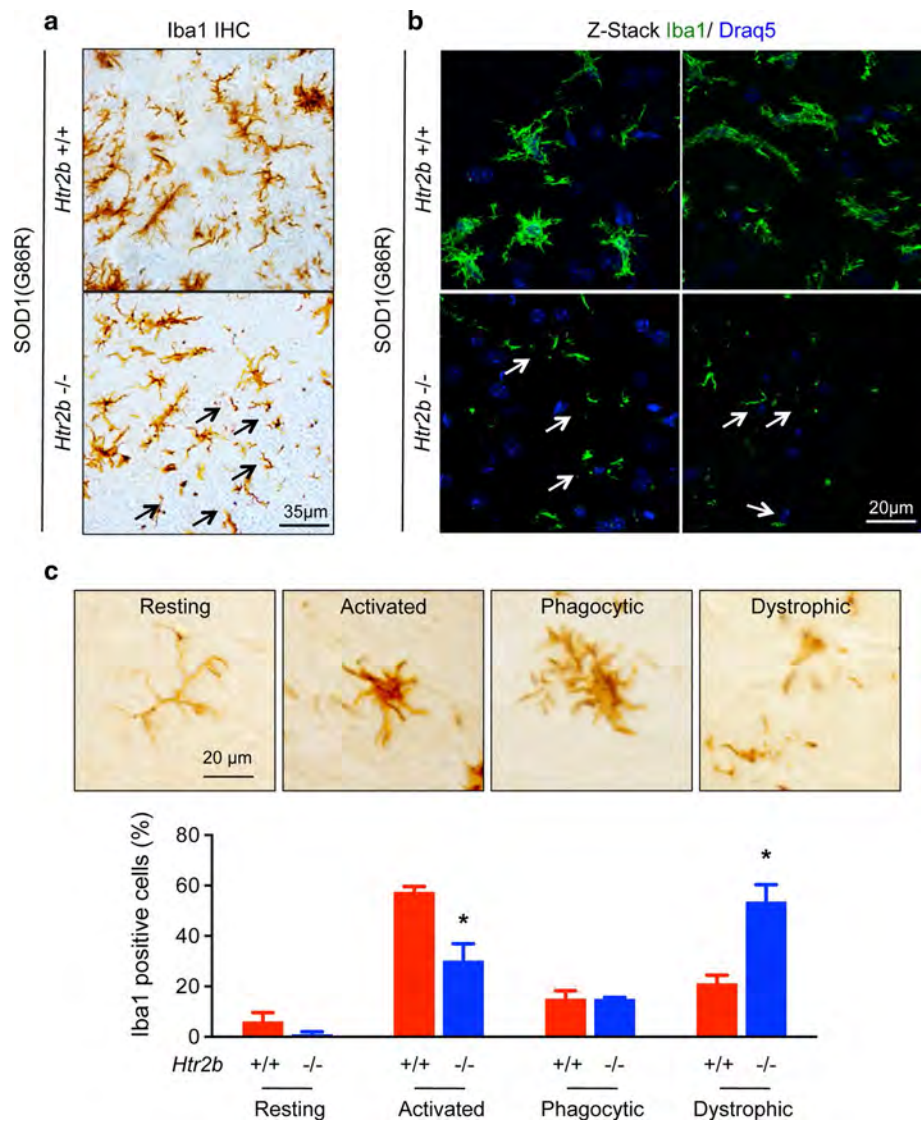 a
Iba1 IHC
SOD1(G86R)
Htr2b +/+
Htr2b -/-
35µm
b
Z-Stack Iba1/ Draq5
SOD1(G86R)
Htr2b +/+
Htr2b -/-
20µm
c
Resting
Activated
Phagocytic
Dystrophic
20 µm
Iba1 positive cells (%)
80
60
40
20
0
*
*
Htr2b +/+ -/- +/+ -/- +/+ -/- +/+ -/-
Resting Activated Phagocytic Dystrophic